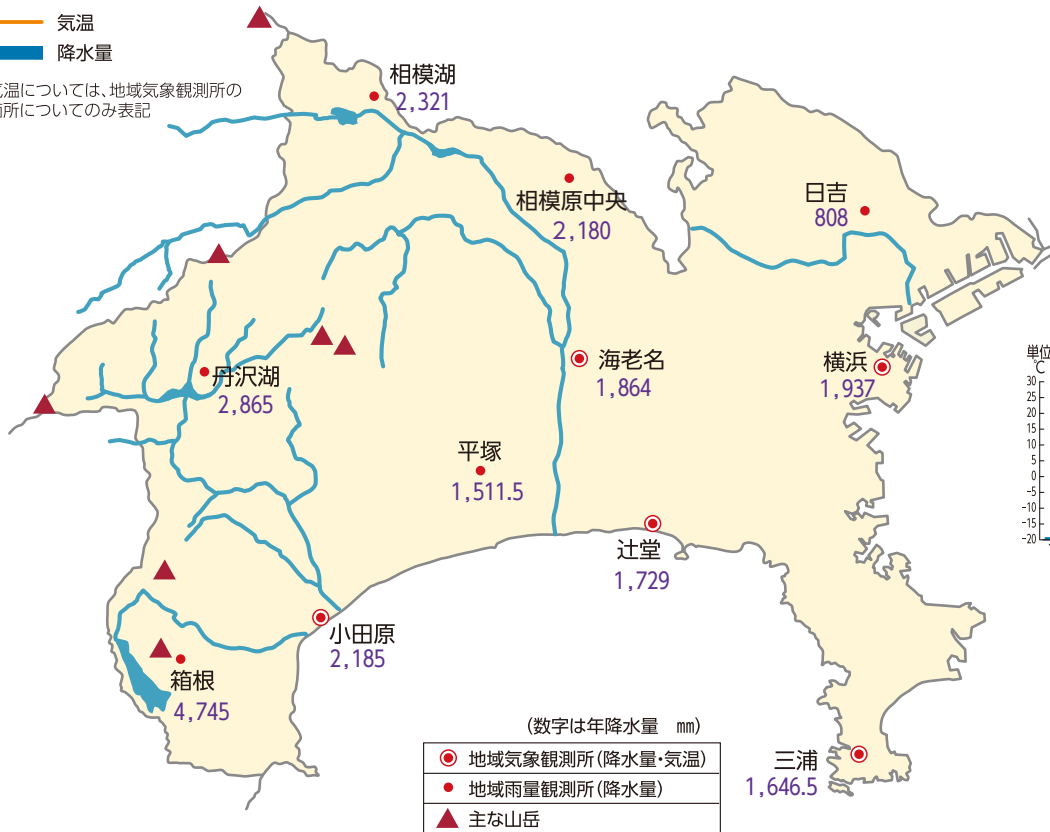 気温
降水量
気温については、地域気象観測所の
箇所についてのみ表記
相模湖
2,321
相模原中央
2,180
日吉
808
丹沢湖
2,865
海老名
1,864
横浜
1,937
平塚
1,511.5
辻堂
1,729
小田原
2,185
箱根
4,745
三浦
1,646.5
単位
℃
30
25
20
15
10
5
0
−5
−10
−15
−20
(数字は年降水量 mm)
地域気象観測所(降水量・気温)
地域雨量観測所(降水量)
主な山岳